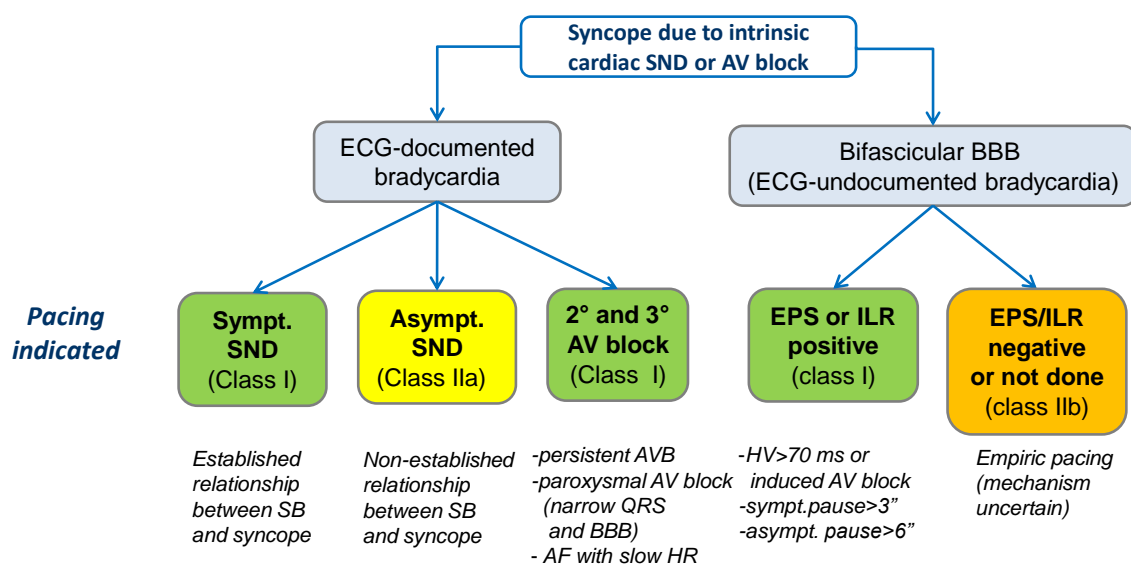 Syncope due to intrinsic
cardiac SND or AV block
ECG-documented
bradycardia
Bifascicular BBB
(ECG-undocumented bradycardia)
Pacing
indicated
Sympt.
SND
(Class I)
Asympt.
SND
(Class IIa)
2° and 3°
AV block
(Class I)
EPS or ILR
positive
(class I)
EPS/ILR
negative
or not done
(class IIb)
Established
relationship
between SB
and syncope
Non-established
relationship
between SB
and syncope
-persistent AVB
-paroxysmal AV block
(narrow QRS
and BBB)
- AF with slow HR
-HV>70 ms or
induced AV block
-sympt.pause>3”
-asympt. pause>6”
Empiric pacing
(mechanism
uncertain)